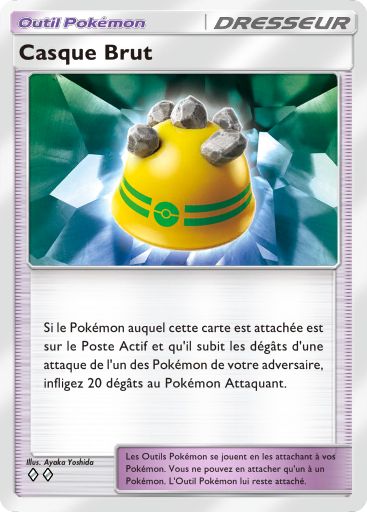 Outil Pokémon
DRESSEUR
Casque Brut
Si le Pokémon auquel cette carte est attachée est
sur le Poste Actif et qu'il subit les dégâts d'une
attaque de l'un des Pokémon de votre adversaire,
infligez 20 dégâts au Pokémon Attaquant.
Illus. Ayaka Yoshida
Les Outils Pokémon se jouent en les attachant à vos
Pokémon. Vous ne pouvez en attacher qu'un à un
Pokémon. L'Outil Pokémon lui reste attaché.